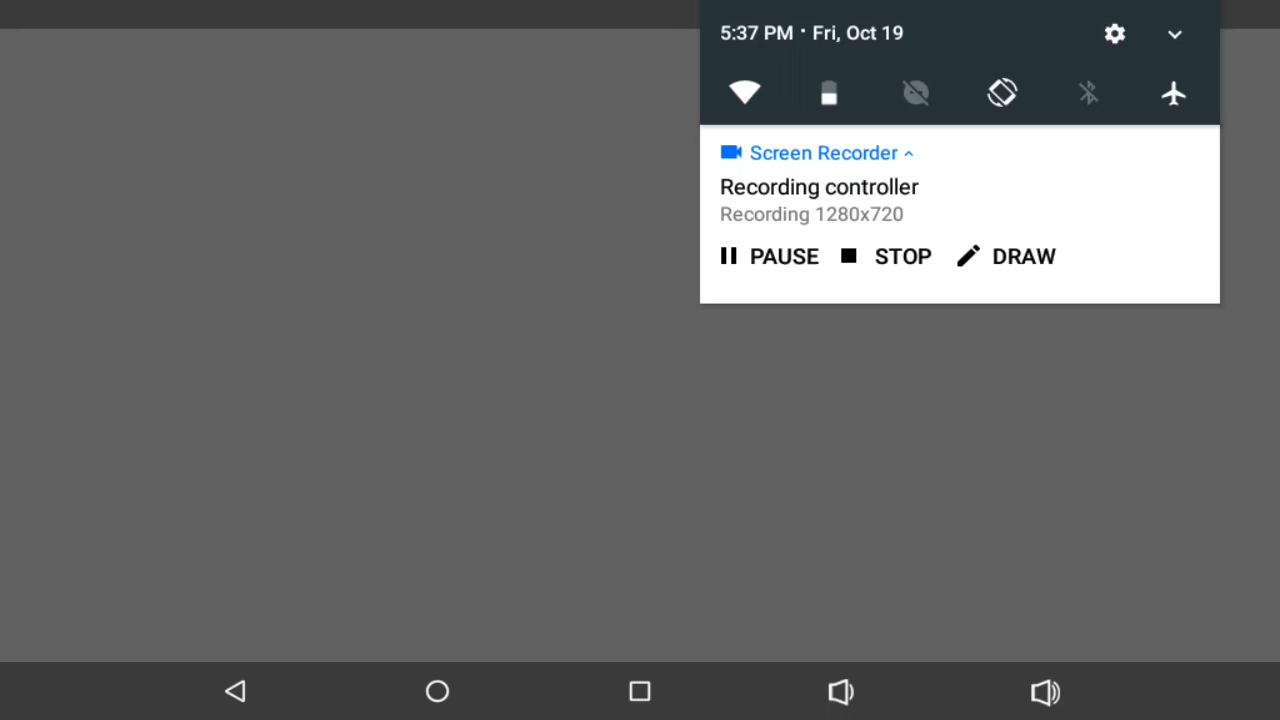 5:37 PM · Fri, Oct 19
Screen Recorder
Recording controller
Recording 1280x720
PAUSE STOP DRAW